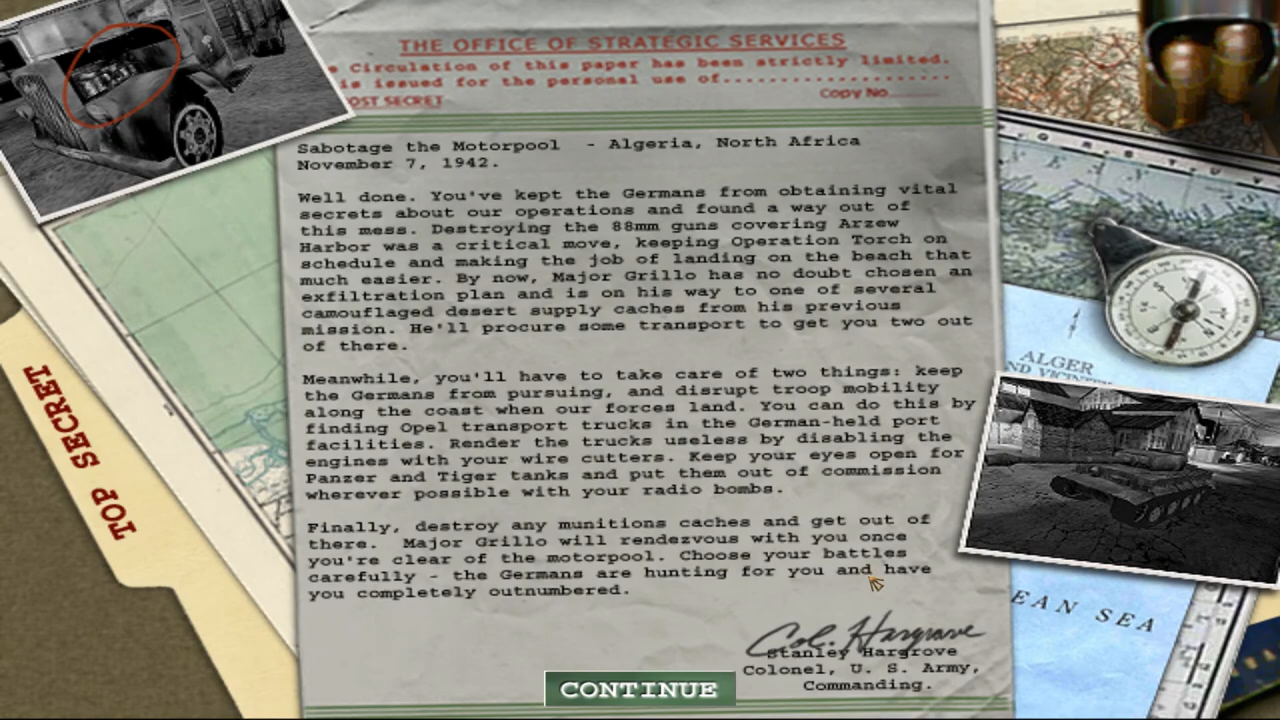 THE OFFICE OF STRATEGIC SERVICES
Circulation of this paper has been strictly limited.
is issued for the personal use of.....................
OST SECRET
Copy No.
Sabotage the Motorpool - Algeria, North Africa
November 7, 1942.
Well done. You've kept the Germans from obtaining vital
secrets about our operations and found a way out of
this mess. Destroying the 88mm guns covering Arzew
Harbor was a critical move, keeping Operation Torch on
schedule and making the job of landing on the beach that
much easier. By now, Major Grillo has no doubt chosen an
exfiltration plan and is on his way to one of several
camouflaged desert supply caches from his previous
mission. He'll procure some transport to get you two out
of there.
Meanwhile, you'll have to take care of two things: keep
the Germans from pursuing, and disrupt troop mobility
along the coast when our forces land. You can do this by
finding Opel transport trucks in the German-held port
facilities. Render the trucks useless by disabling the
engines with your wire cutters. Keep your eyes open for
Panzer and Tiger tanks and put them out of commission
wherever possible with your radio bombs.
Finally, destroy any munitions caches and get out of
there. Major Grillo will rendezvous with you once
you're clear of the motorpool. Choose your battles
carefully - the Germans are hunting for you and have
you completely outnumbered.
Col. Hargrove
Stanley Hargrove
Colonel, U. S. Army,
Commanding.
CONTINUE
TOP SECRET
ALGER
EAN SEA